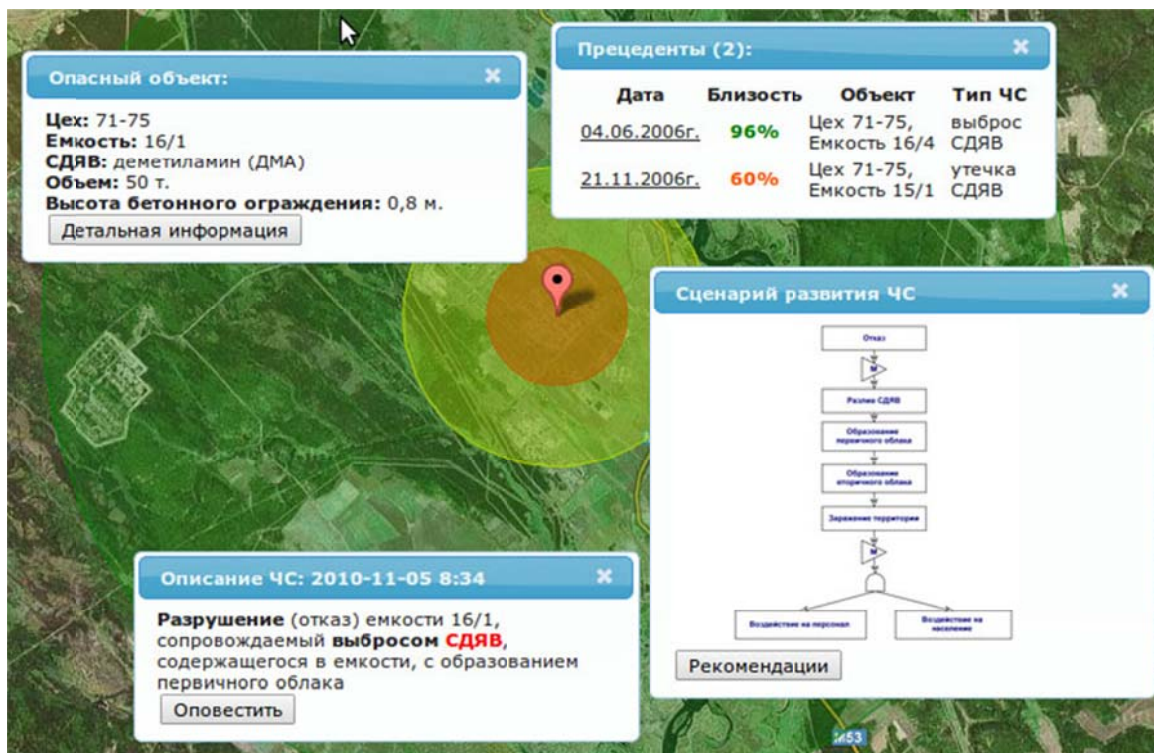 Опасный объект:
Цех: 71-75
Емкость: 16/1
СДЯВ: деметиламин (ДМА)
Объем: 50 т.
Высота бетонного ограждения: 0,8 м.
Детальная информация
Прецеденты (2):
Дата Близость Объект Тип ЧС
04.06.2006г. 96% Цех 71-75, Емкость 16/4 выброс СДЯВ
21.11.2006г. 60% Цех 71-75, Емкость 15/1 утечка СДЯВ
Сценарий развития ЧС
Отказ
М
Разлив СДЯВ
Образование
первичного облака
Образование
вторичного облака
Заражение территории
М
Воздействие на персонал
Воздействие на
население
Рекомендации
Описание ЧС: 2010-11-05 8:34
Разрушение (отказ) емкости 16/1,
сопровождаемый выбросом СДЯВ,
содержащегося в емкости, с образованием
первичного облака
Оповестить
М53